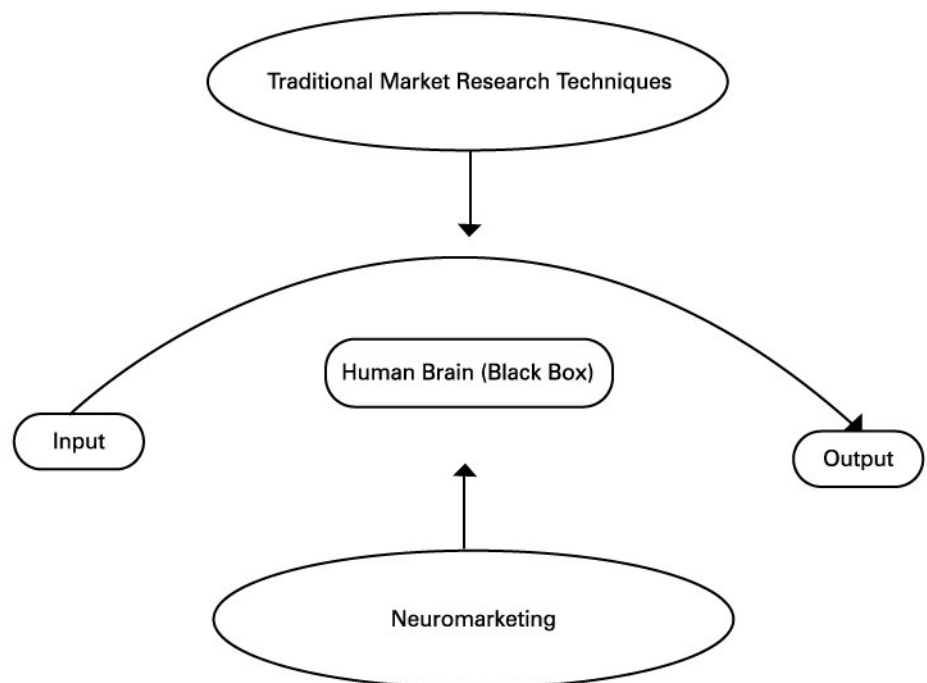 Traditional Market Research Techniques
Human Brain (Black Box)
Input
Output
Neuromarketing